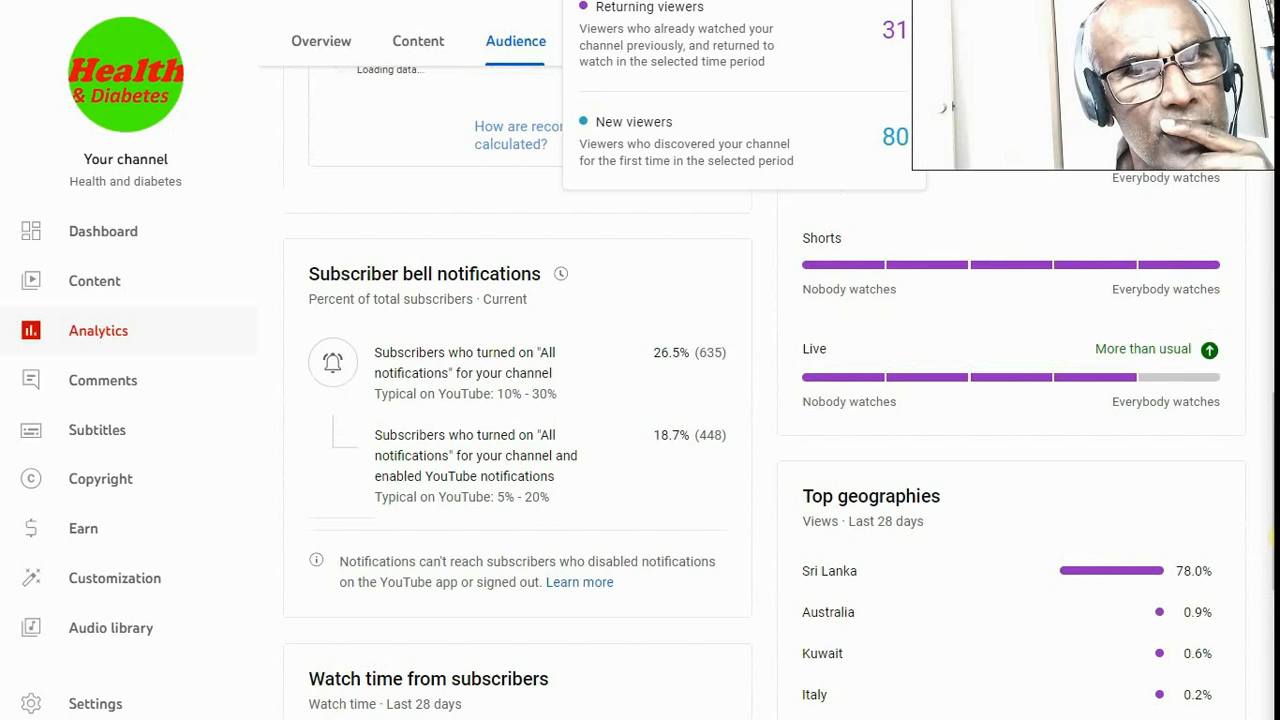 Health
& Diabetes
Your channel
Health and diabetes
Dashboard
Content
Analytics
Comments
Subtitles
Copyright
Earn
Customization
Audio library
Settings
Overview
Content
Audience
Loading data...
How are
calculated?
Returning viewers
Viewers who already watched your
channel previously, and returned to
watch in the selected time period
31
New viewers
Viewers who discovered your channel
for the first time in the selected period
80
Subscriber bell notifications
Percent of total subscribers · Current
Subscribers who turned on "All
notifications" for your channel
Typical on YouTube: 10% - 30%
26.5% (635)
Subscribers who turned on "All
notifications" for your channel and
enabled YouTube notifications
Typical on YouTube: 5% - 20%
18.7% (448)
Notifications can't reach subscribers who disabled notifications
on the YouTube app or signed out. Learn more
Watch time from subscribers
Watch time · Last 28 days
Everybody watches
Shorts
Nobody watches
Everybody watches
Live
More than usual
Nobody watches
Everybody watches
Top geographies
Views · Last 28 days
Sri Lanka 78.0%
Australia 0.9%
Kuwait 0.6%
Italy 0.2%